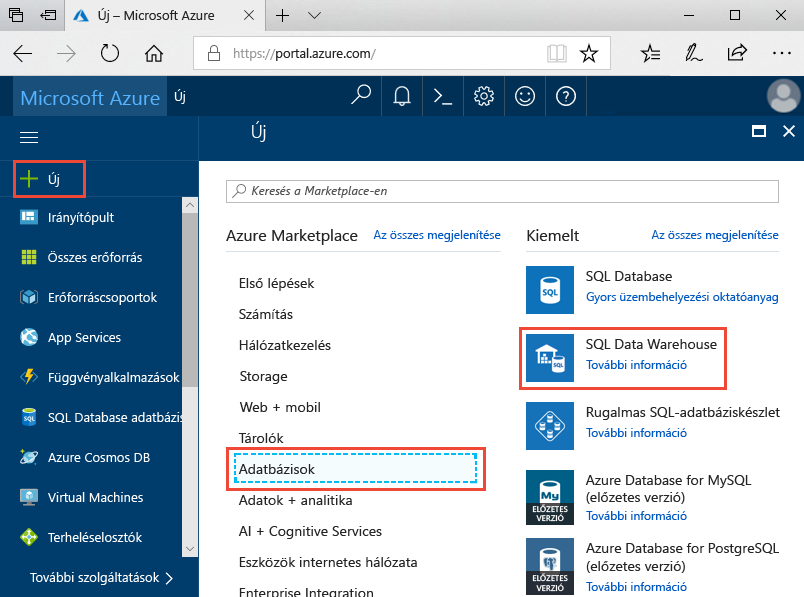 Új – Microsoft Azure
https://portal.azure.com/
Microsoft Azure
Új
Új
Új
Irányítópult
Összes erőforrás
Erőforráscsoportok
App Services
Függvényalkalmazások
SQL Database adatbázis
Azure Cosmos DB
Virtual Machines
Terheléselosztók
További szolgáltatások
Keresés a Marketplace-en
Azure Marketplace
Az összes megjelenítése
Első lépések
Számítás
Hálózatkezelés
Storage
Web + mobil
Tárolók
Adatbázisok
Adatok + analitika
AI + Cognitive Services
Eszközök internetes hálózata
Enterprise Integration
Kiemelt
Az összes megjelenítése
SQL
SQL Database
Gyors üzembehelyezési oktatóanyag
SQL
SQL Data Warehouse
További információ
Rugalmas SQL-adatbáziskészlet
További információ
My
ELŐZETES
VERZIÓ
Azure Database for MySQL
(előzetes verzió)
További információ
ELŐZETES
VERZIÓ
Azure Database for PostgreSQL
(előzetes verzió)
További információ